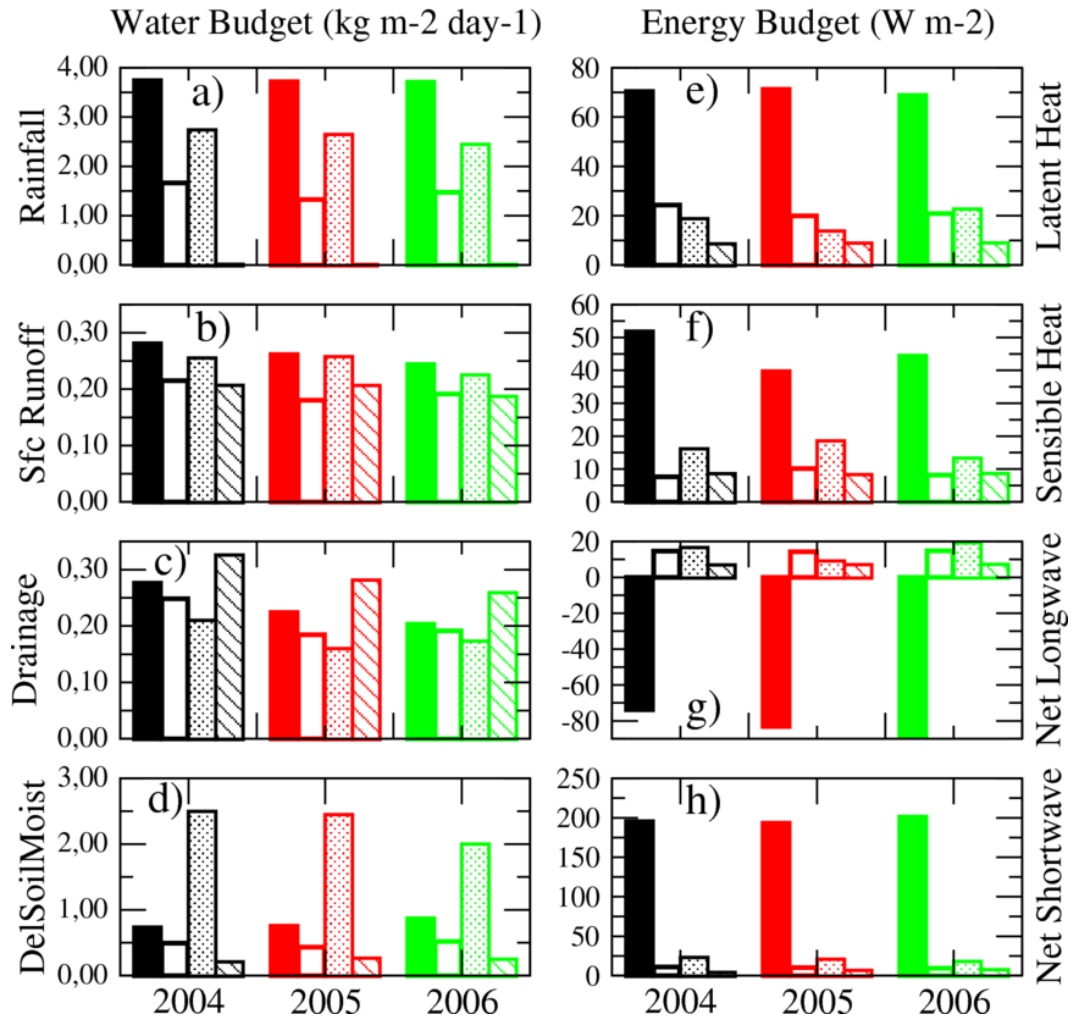 Water Budget (kg m-2 day-1)
Energy Budget (W m-2)
Rainfall
4,00
3,00
2,00
1,00
0,00
a)
80
60
40
20
0
e)
Latent Heat
Sfc Runoff
0,30
0,20
0,10
0,00
b)
60
50
40
30
20
10
0
f)
Sensible Heat
Drainage
0,30
0,20
0,10
0,00
c)
20
0
-20
-40
-60
-80
g)
Net Longwave
DelSoilMoist
3,00
2,00
1,00
0,00
d)
250
200
150
100
50
0
h)
Net Shortwave
2004 2005 2006
2004 2005 2006